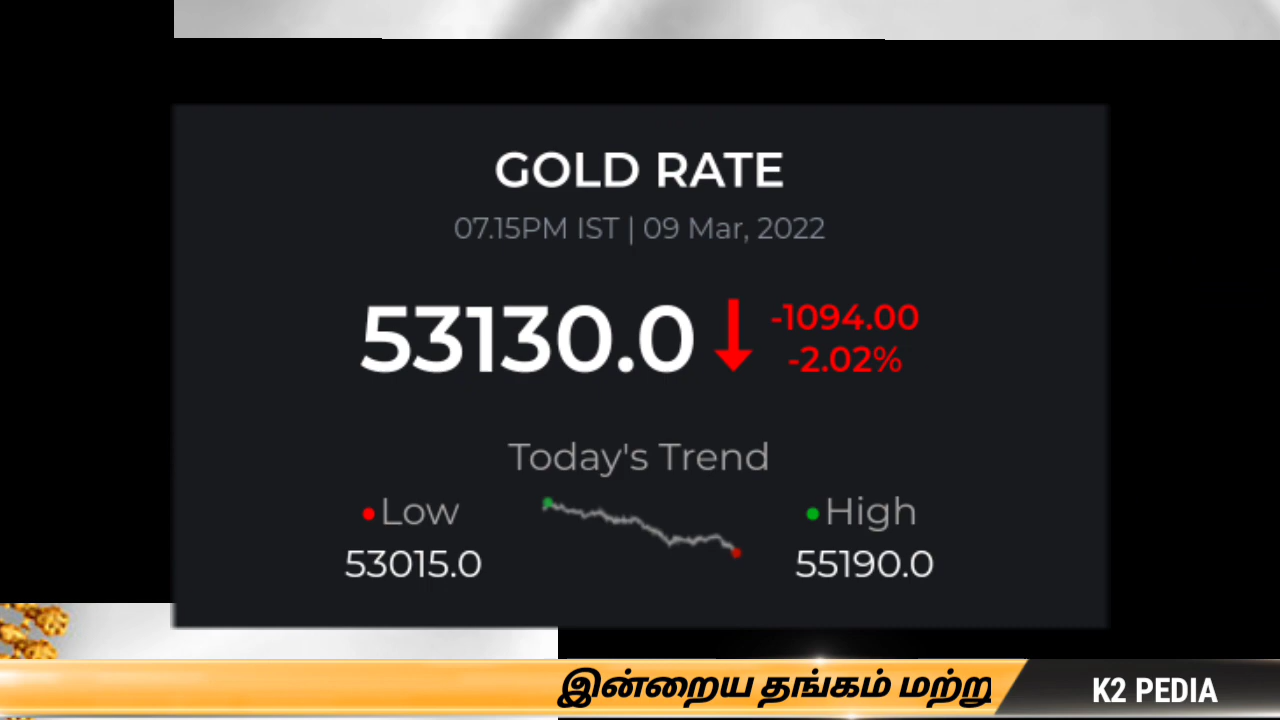 GOLD RATE
07.15PM IST | 09 Mar, 2022
53130.0
-1094.00
-2.02%
Today's Trend
Low
High
53015.0
55190.0
இன்றைய தங்கம் மற்று
K2 PEDIA